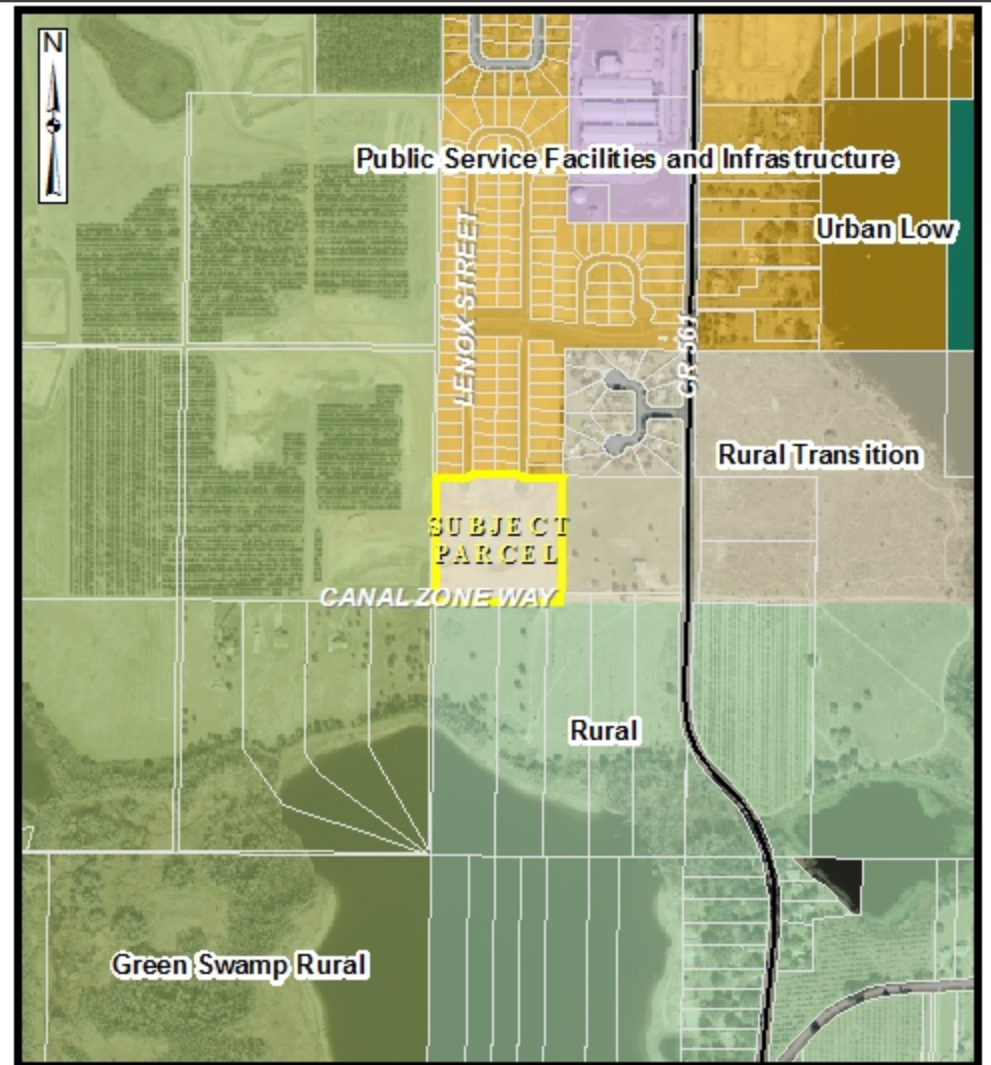 N
Public Service Facilities and Infrastructure
Urban Low
LENOX STREET
CR 561
Rural Transition
SUBJECT
PARCEL
CANAL ZONE WAY
Rural
Green Swamp Rural